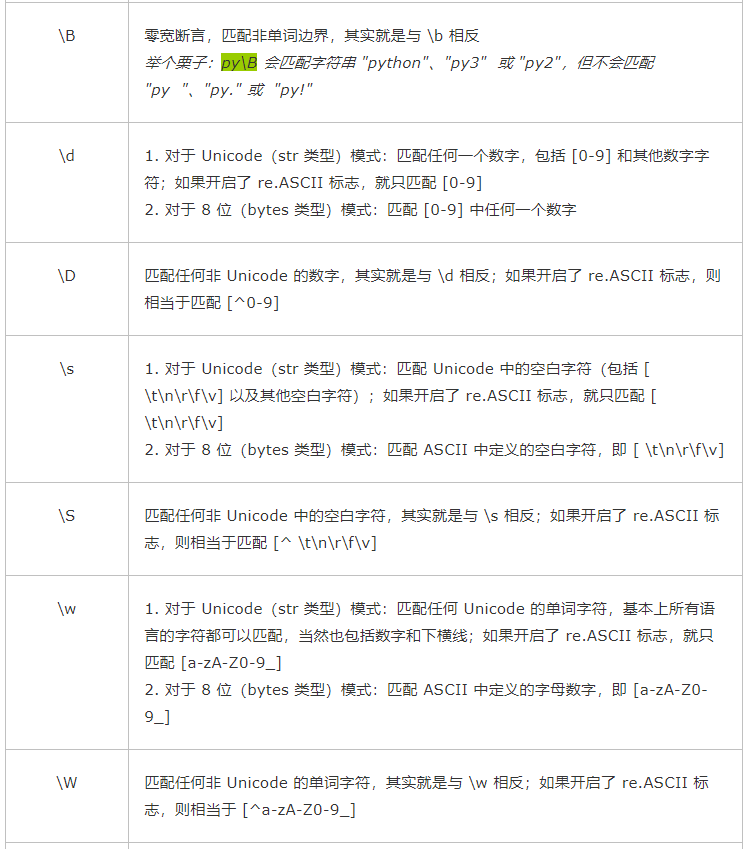 \B
零宽断言，匹配非单词边界，其实就是与 \b 相反
举个栗子：py\B 会匹配字符串 "python"、"py3" 或 "py2"，但不会匹配
"py   "、"py." 或  "py!"
\d
1. 对于 Unicode（str 类型）模式：匹配任何一个数字，包括 [0-9] 和其他数字字
符；如果开启了 re.ASCII 标志，就只匹配 [0-9]
2. 对于 8 位（bytes 类型）模式：匹配 [0-9] 中任何一个数字
\D
匹配任何非 Unicode 的数字，其实就是与 \d 相反；如果开启了 re.ASCII 标志，则
相当于匹配 [^0-9]
\s
1. 对于 Unicode（str 类型）模式：匹配 Unicode 中的空白字符（包括 [
\t\n\r\f\v] 以及其他空白字符）；如果开启了 re.ASCII 标志，就只匹配 [
\t\n\r\f\v]
2. 对于 8 位（bytes 类型）模式：匹配 ASCII 中定义的空白字符，即 [ \t\n\r\f\v]
\S
匹配任何非 Unicode 中的空白字符，其实就是与 \s 相反；如果开启了 re.ASCII 标
志，则相当于匹配 [^ \t\n\r\f\v]
\w
1. 对于 Unicode（str 类型）模式：匹配任何 Unicode 的单词字符，基本上所有语
言的字符都可以匹配，当然也包括数字和下横线；如果开启了 re.ASCII 标志，就只
匹配 [a-zA-Z0-9_]
2. 对于 8 位（bytes 类型）模式：匹配 ASCII 中定义的字母数字，即 [a-zA-Z0-
9_]
\W
匹配任何非 Unicode 的单词字符，其实就是与 \w 相反；如果开启了 re.ASCII 标
志，则相当于 [^a-zA-Z0-9_]